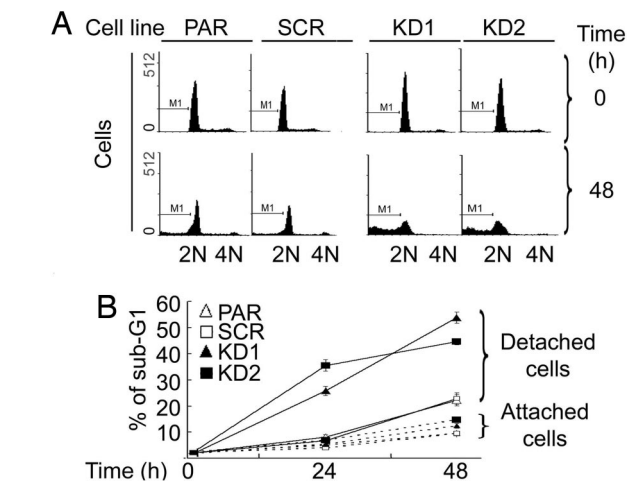 A Cell line PAR SCR KD1 KD2 Time (h)
512
M1 M1 M1 M1
0
0
Cells
512
M1 M1 M1 M1
48
0
2N 4N 2N 4N 2N 4N 2N 4N
B
% of sub-G1
60
50
40
30
20
10
PAR
SCR
KD1
KD2
Detached cells
Attached cells
Time (h) 0 24 48